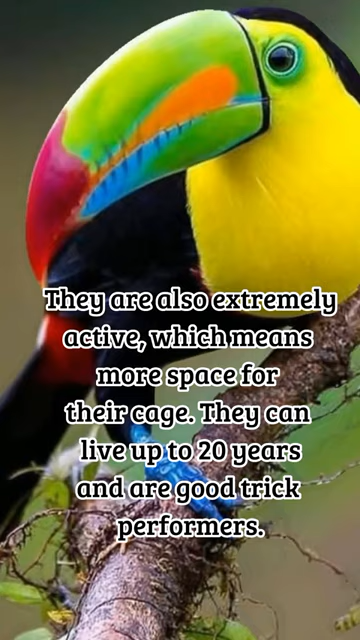 They are also extremely
active, which means
more space for
their cage. They can
live up to 20 years
and are good trick
performers.